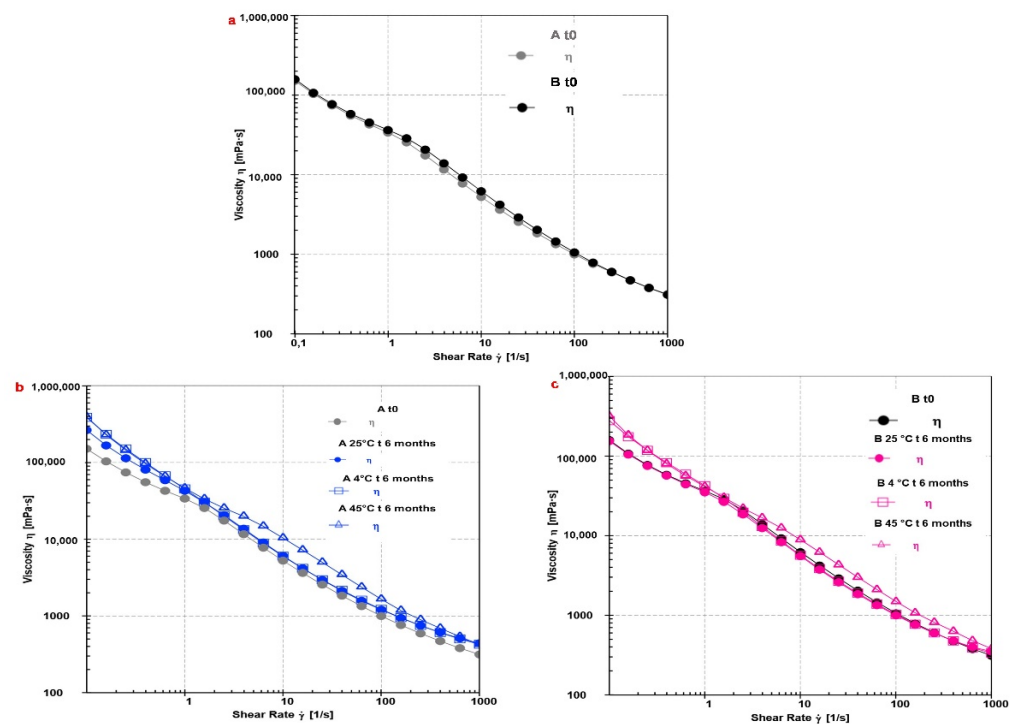 a
1,000,000
100,000
10,000
1000
100
Viscosity η [mPa·s]
A t0
η
B t0
η
0,1
1
10
100
1000
Shear Rate γ̇ [1/s]
b
1,000,000
100,000
10,000
1000
100
Viscosity η [mPa·s]
A t0
η
A 25°C t 6 months
η
A 4°C t 6 months
η
A 45°C t 6 months
η
1
10
100
1000
Shear Rate γ̇ [1/s]
c
1,000,000
100,000
10,000
1000
100
Viscosity η [mPa·s]
B t0
η
B 25 °C t 6 months
η
B 4 °C t 6 months
η
B 45 °C t 6 months
η
1
10
100
1000
Shear Rate γ̇ [1/s]